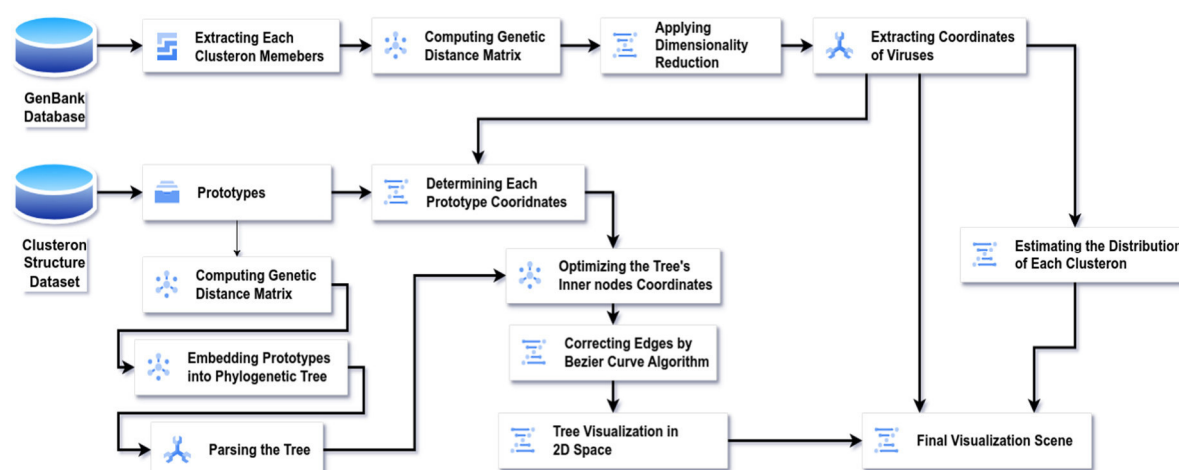 GenBank
Database
Extracting Each
Clusteron Memebers
Computing Genetic
Distance Matrix
Applying
Dimensionality
Reduction
Extracting Coordinates
of Viruses
Clusteron
Structure
Dataset
Prototypes
Determining Each
Prototype Cooridnates
Computing Genetic
Distance Matrix
Optimizing the Tree's
Inner nodes Coordinates
Estimating the Distribution
of Each Clusteron
Embedding Prototypes
into Phylogenetic Tree
Correcting Edges by
Bezier Curve Algorithm
Parsing the Tree
Tree Visualization in
2D Space
Final Visualization Scene